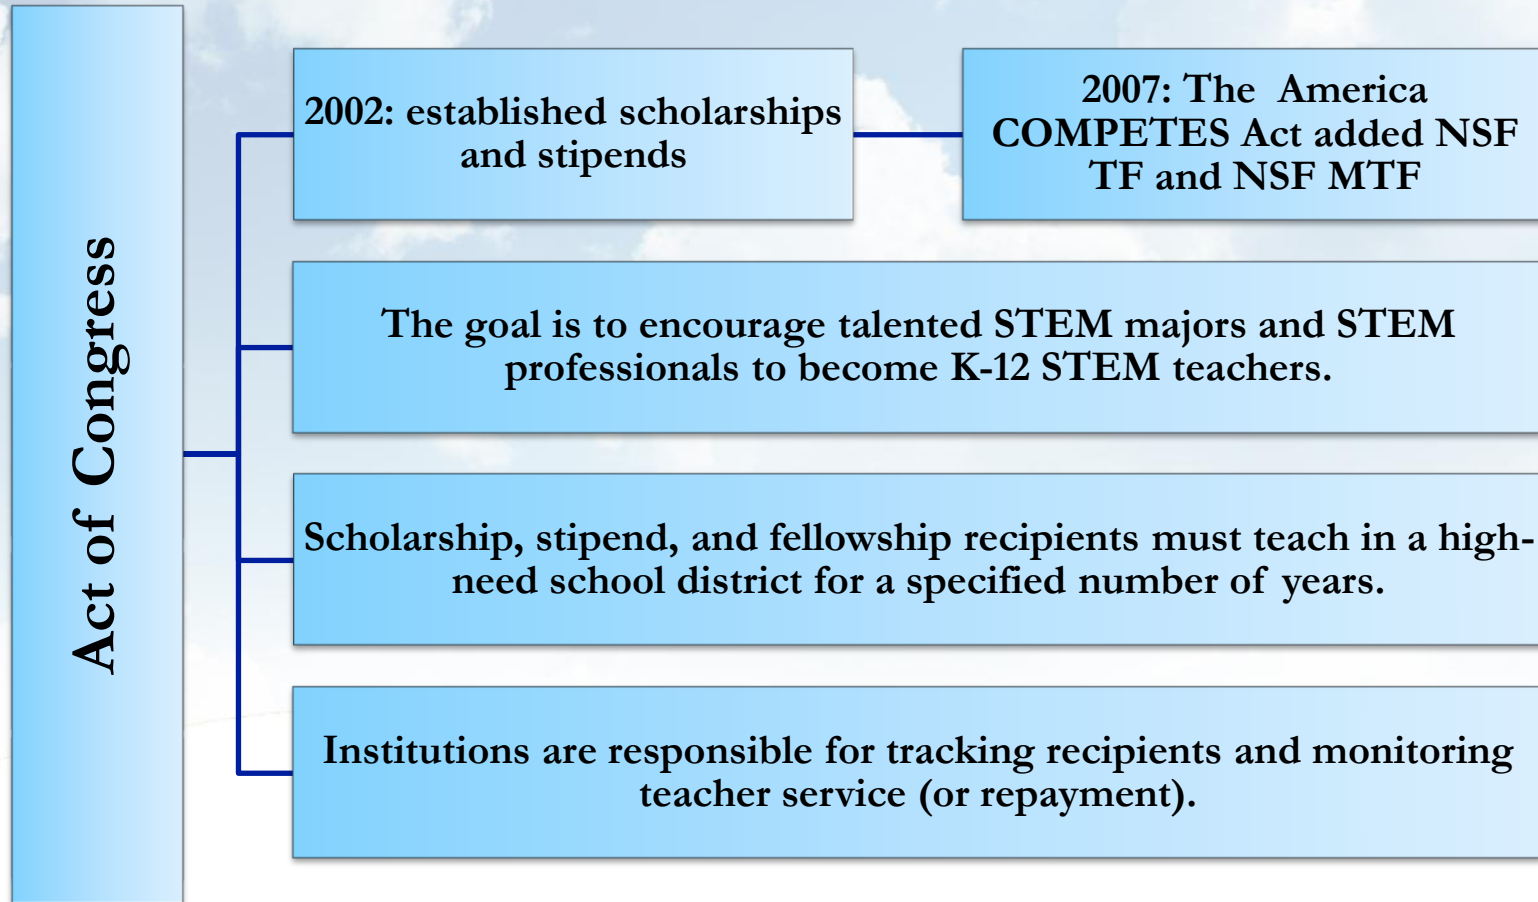 Act of Congress
2002: established scholarships
and stipends
2007: The America
COMPETES Act added NSF
TF and NSF MTF
The goal is to encourage talented STEM majors and STEM
professionals to become K-12 STEM teachers.
Scholarship, stipend, and fellowship recipients must teach in a high-
need school district for a specified number of years.
Institutions are responsible for tracking recipients and monitoring
teacher service (or repayment).